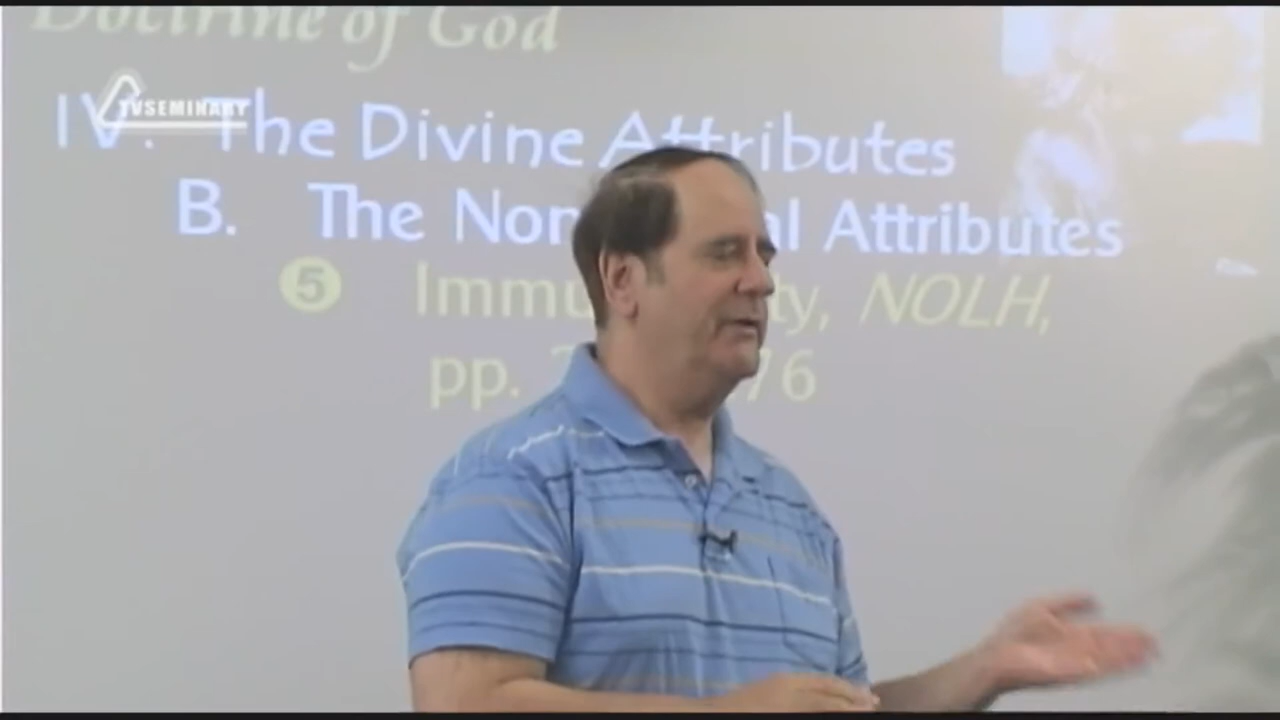 Doctrine of God
TVSEMINARY
IV. The Divine Attributes
B. The Non al Attributes
5 Immu ty, NOLH,
pp. 76